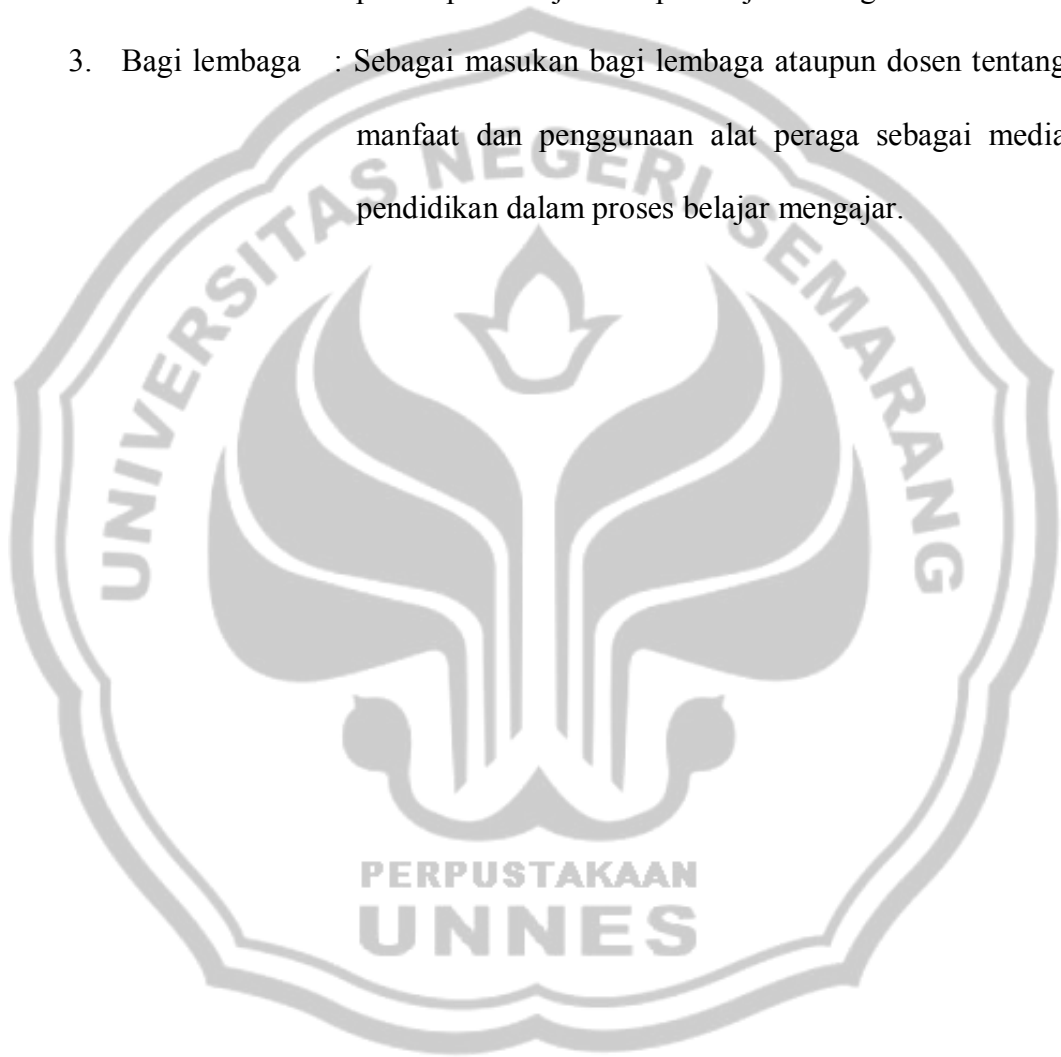 3. Bagi lembaga : Sebagai masukan bagi lembaga ataupun dosen tentang
manfaat dan penggunaan alat peraga sebagai media
pendidikan dalam proses belajar mengajar.
UNIVERSITAS NEGERI SEMARANG
PERPUSTAKAAN
UNNES